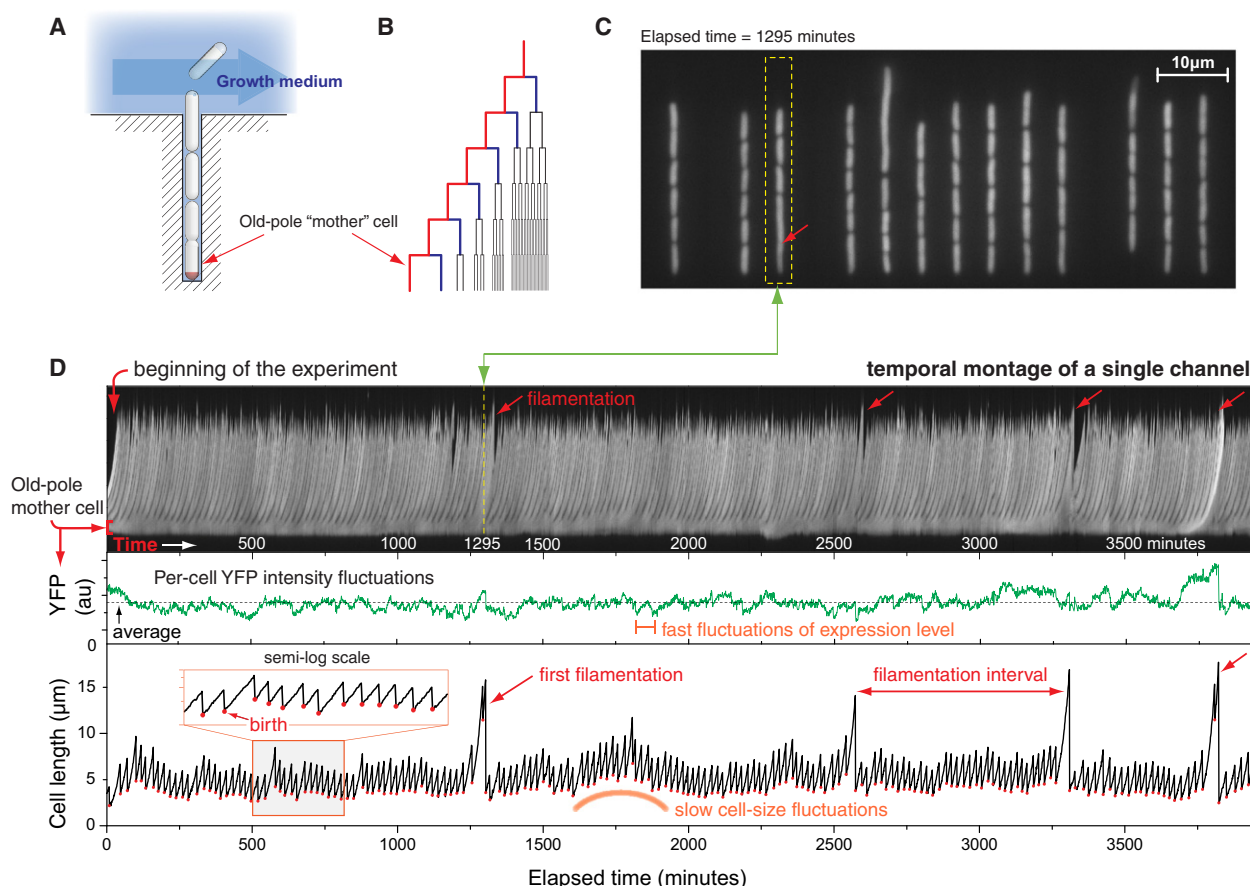 A
Growth medium
Old-pole “mother” cell
B
C
Elapsed time = 1295 minutes
10µm
D
beginning of the experiment
temporal montage of a single channel
filamentation
Old-pole
mother cell
Time
500
1000
1295
1500
2000
2500
3000
3500 minutes
YFP
(au)
Per-cell YFP intensity fluctuations
average
fast fluctuations of expression level
0
semi-log scale
birth
first filamentation
filamentation interval
slow cell-size fluctuations
Cell length (µm)
15
10
5
0
0
500
1000
1500
2000
2500
3000
3500
Elapsed time (minutes)